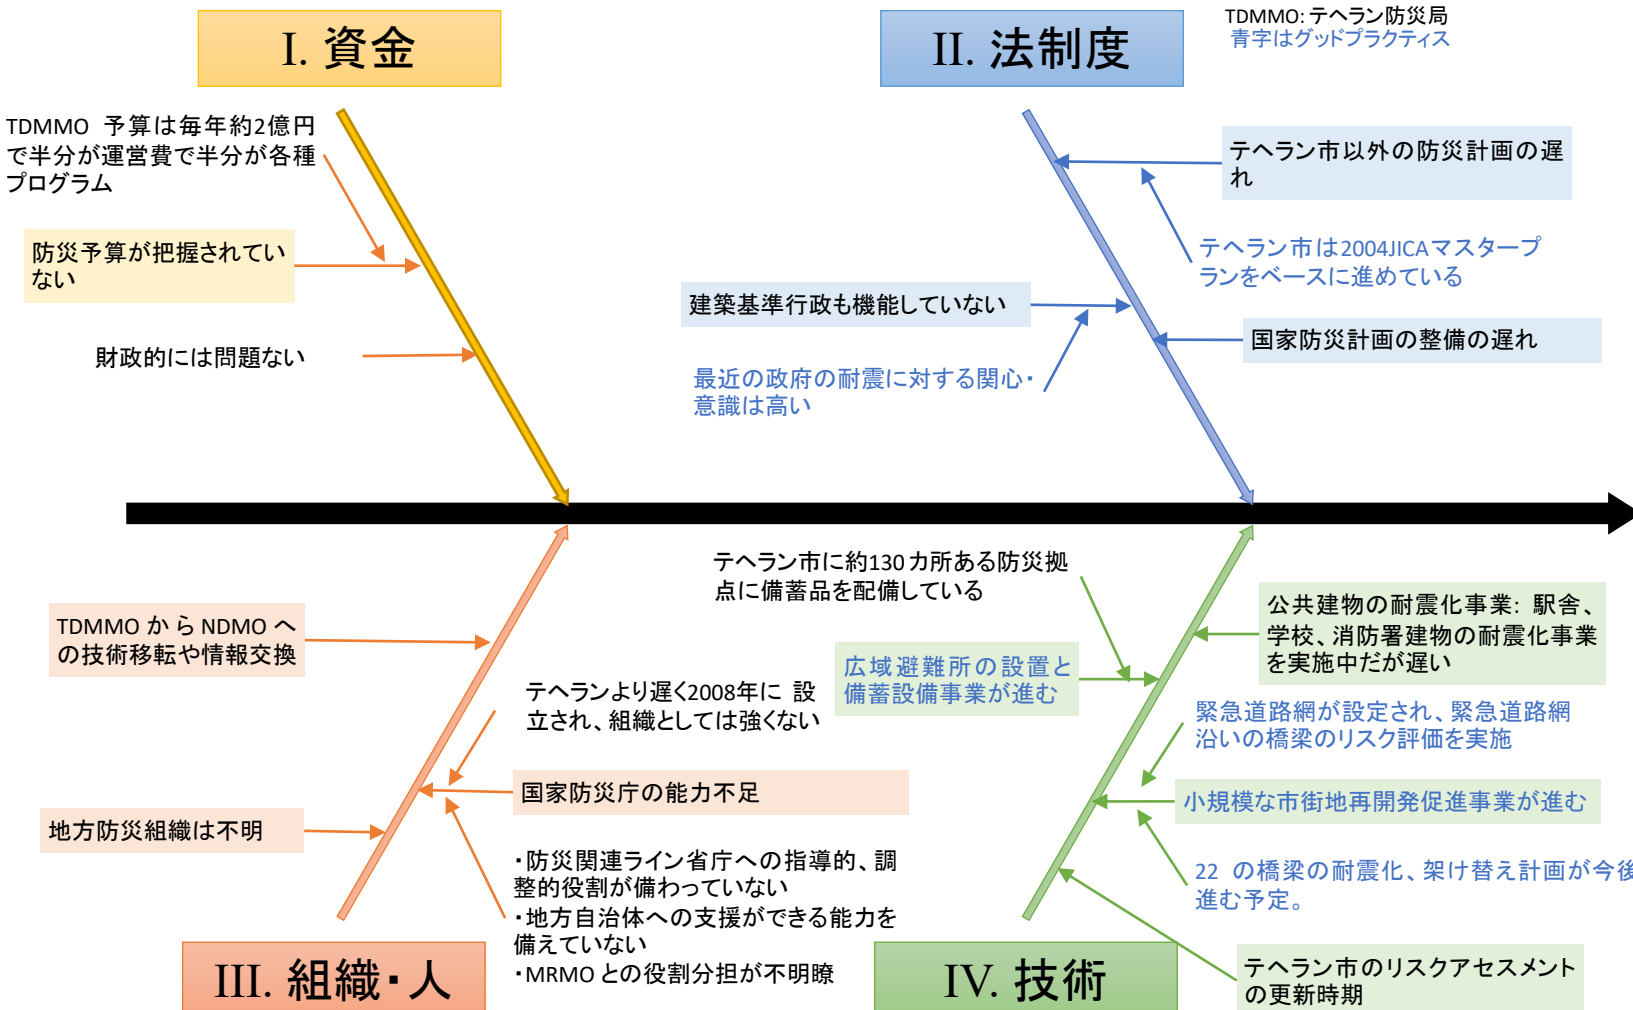 I. 資金
II. 法制度
TDMMO: テヘラン防災局
青字はグッドプラクティス
TDMMO 予算は毎年約2億円
で半分が運営費で半分が各種
プログラム
防災予算が把握されてい
ない
財政的には問題ない
テヘラン市以外の防災計画の遅
れ
テヘラン市は2004JICAマスタープ
ランをベースに進めている
建築基準行政も機能していない
国家防災計画の整備の遅れ
最近の政府の耐震に対する関心・
意識は高い
TDMMO から NDMO へ
の技術移転や情報交換
テヘランより遅く2008年に 設
立され、組織としては強くない
国家防災庁の能力不足
地方防災組織は不明
・防災関連ライン省庁への指導的、調
整的役割が備わっていない
・地方自治体への支援ができる能力を
備えていない
・MRMO との役割分担が不明瞭
III. 組織・人
テヘラン市に約130カ所ある防災拠
点に備蓄品を配備している
広域避難所の設置と
備蓄設備事業が進む
公共建物の耐震化事業: 駅舎、
学校、消防署建物の耐震化事業
を実施中だが遅い
緊急道路網が設定され、緊急道路網
沿いの橋梁のリスク評価を実施
小規模な市街地再開発促進事業が進む
22 の橋梁の耐震化、架け替え計画が今後
進む予定。
テヘラン市のリスクアセスメント
の更新時期
IV. 技術